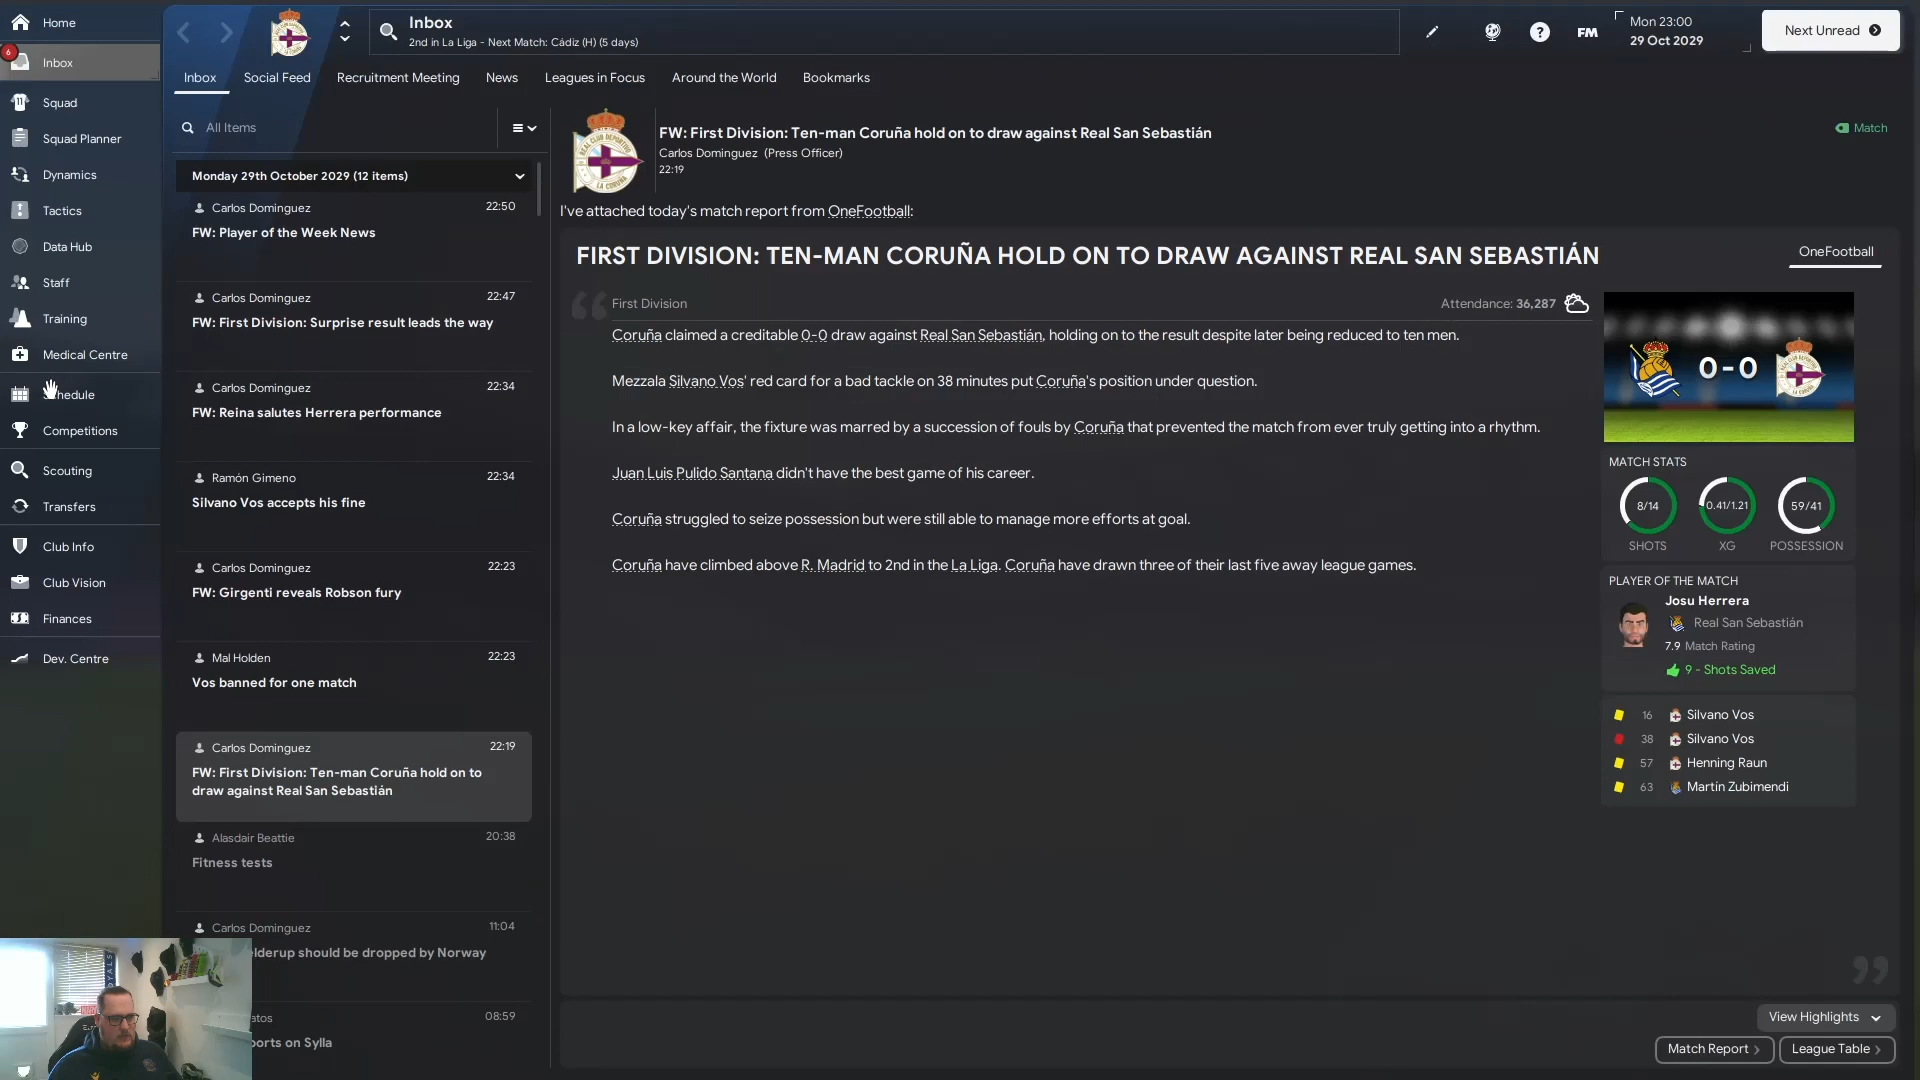 Home
6
Inbox
Squad
Squad Planner
Dynamics
Tactics
Data Hub
Staff
Training
Medical Centre
hedule
Competitions
Scouting
Transfers
Club Info
Club Vision
Finances
Dev. Centre
Inbox
2nd in La Liga - Next Match: Cádiz (H) (5 days)
FM
Mon 23:00
29 Oct 2029
Next Unread
Inbox
Social Feed
Recruitment Meeting
News
Leagues in Focus
Around the World
Bookmarks
All Items
Monday 29th October 2029 (12 items)
Carlos Dominguez 22:50
FW: Player of the Week News
Carlos Dominguez 22:47
FW: First Division: Surprise result leads the way
Carlos Dominguez 22:34
FW: Reina salutes Herrera performance
Ramón Gimeno 22:34
Silvano Vos accepts his fine
Carlos Dominguez 22:23
FW: Girgenti reveals Robson fury
Mal Holden 22:23
Vos banned for one match
Carlos Dominguez 22:19
FW: First Division: Ten-man Coruña hold on to
draw against Real San Sebastián
Alasdair Beattie 20:38
Fitness tests
Carlos Dominguez 11:04
elderup should be dropped by Norway
atos 08:59
ports on Sylla
FW: First Division: Ten-man Coruña hold on to draw against Real San Sebastián
Carlos Dominguez (Press Officer)
22:19
Match
I've attached today's match report from OneFootball:
FIRST DIVISION: TEN-MAN CORUÑA HOLD ON TO DRAW AGAINST REAL SAN SEBASTIÁN
OneFootball
First Division
Attendance: 36,287
Coruña claimed a creditable 0-0 draw against Real San Sebastián, holding on to the result despite later being reduced to ten men.
Mezzala Silvano Vos' red card for a bad tackle on 38 minutes put Coruña's position under question.
In a low-key affair, the fixture was marred by a succession of fouls by Coruña that prevented the match from ever truly getting into a rhythm.
Juan Luis Pulido Santana didn't have the best game of his career.
Coruña struggled to seize possession but were still able to manage more efforts at goal.
Coruña have climbed above R. Madrid to 2nd in the La Liga. Coruña have drawn three of their last five away league games.
0-0
MATCH STATS
8/14
0.41/1.21
59/41
SHOTS
XG
POSSESSION
PLAYER OF THE MATCH
Josu Herrera
Real San Sebastián
7.9 Match Rating
9 - Shots Saved
16 Silvano Vos
38 Silvano Vos
57 Henning Raun
63 Martín Zubimendi
View Highlights
Match Report
League Table